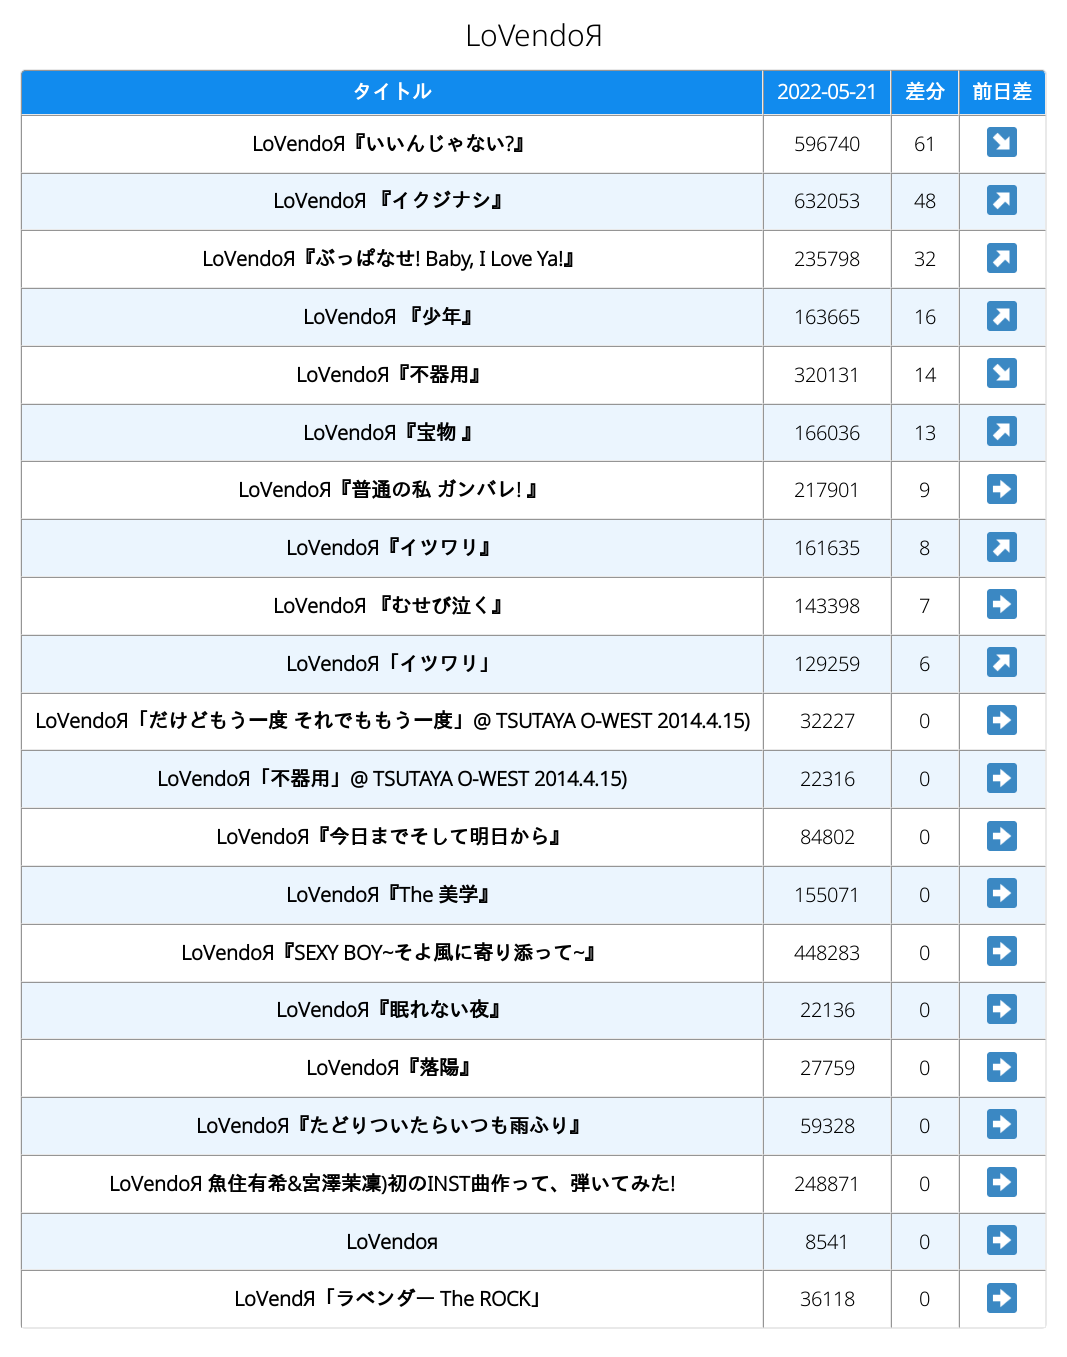 LoVendoЯ
タイトル 2022-05-21 差分 前日差
LoVendoЯ『いいんじゃない?』 596740 61
LoVendoЯ 『イクジナシ』 632053 48
LoVendoЯ『ぶっぱなせ! Baby, I Love Ya!』 235798 32
LoVendoЯ 『少年』 163665 16
LoVendoЯ『不器用』 320131 14
LoVendoЯ『宝物 』 166036 13
LoVendoЯ『普通の私 ガンバレ! 』 217901 9
LoVendoЯ『イツワリ』 161635 8
LoVendoЯ 『むせび泣く』 143398 7
LoVendoЯ「イツワリ」 129259 6
LoVendoЯ「だけどもう一度 それでももう一度」@ TSUTAYA O-WEST 2014.4.15) 32227 0
LoVendoЯ「不器用」@ TSUTAYA O-WEST 2014.4.15) 22316 0
LoVendoЯ『今日までそして明日から』 84802 0
LoVendoЯ『The 美学』 155071 0
LoVendoЯ『SEXY BOY~そよ風に寄り添って~』 448283 0
LoVendoЯ『眠れない夜』 22136 0
LoVendoЯ『落陽』 27759 0
LoVendoЯ『たどりついたらいつも雨ふり』 59328 0
LoVendoЯ 魚住有希&宮澤茉凜)初のINST曲作って、弾いてみた! 248871 0
LoVendoя 8541 0
LoVendЯ「ラベンダー The ROCK」 36118 0